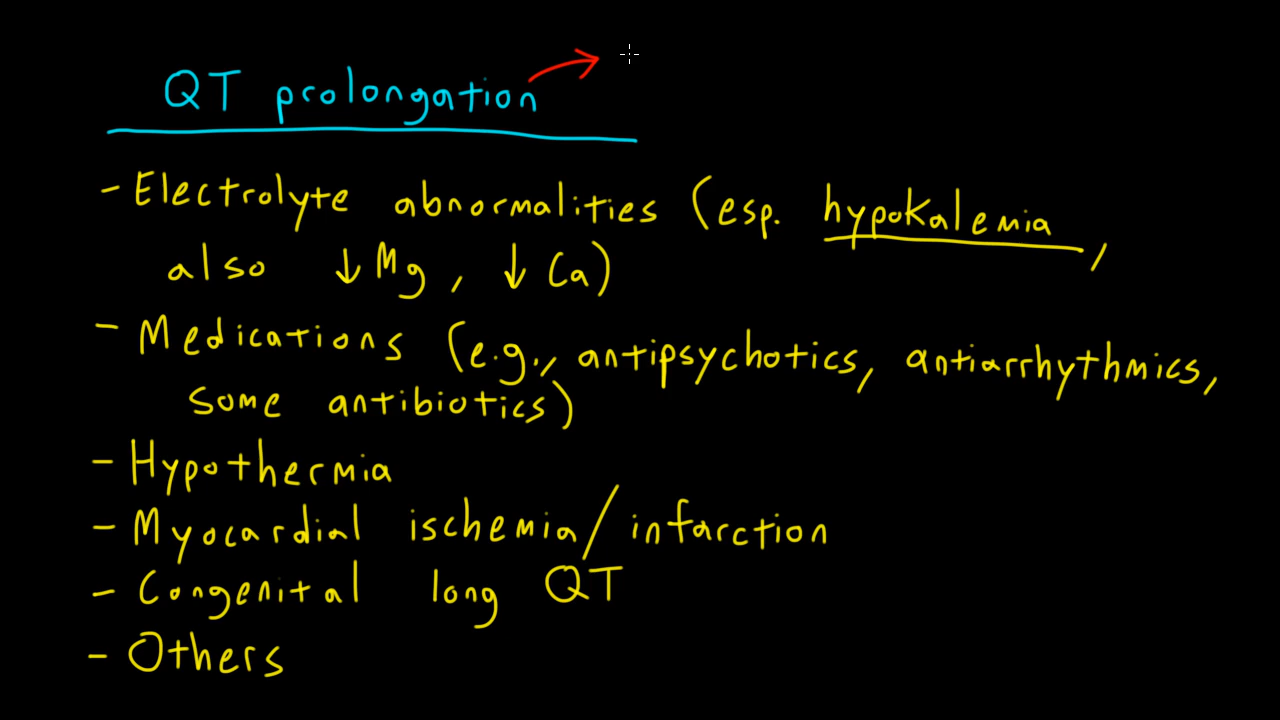 QT prolongation
- Electrolyte abnormalities (esp. hypokalemia,
also ↓ Mg, ↓ Ca)
- Medications (e.g., antipsychotics, antiarrhythmics,
some antibiotics)
- Hypothermia
- Myocardial ischemia/infarction
- Congenital long QT
- Others